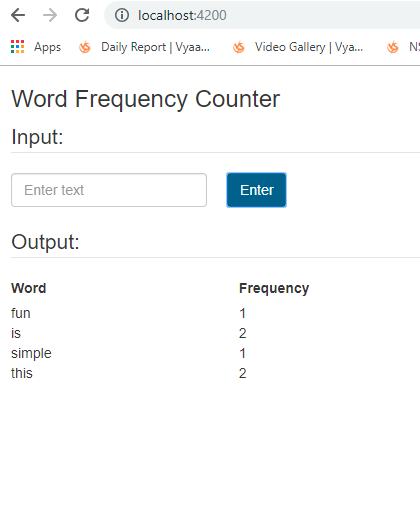 localhost:4200
Apps Daily Report | Vyaa... Video Gallery | Vya...
Word Frequency Counter
Input:
Enter text Enter
Output:
Word Frequency
fun 1
is 2
simple 1
this 2